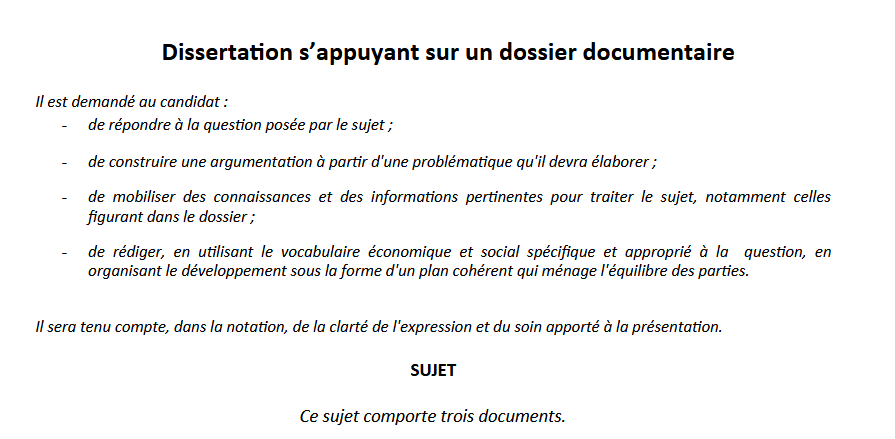 Dissertation s’appuyant sur un dossier documentaire
Il est demandé au candidat :
- de répondre à la question posée par le sujet ;
- de construire une argumentation à partir d'une problématique qu'il devra élaborer ;
- de mobiliser des connaissances et des informations pertinentes pour traiter le sujet, notamment celles
figurant dans le dossier ;
- de rédiger, en utilisant le vocabulaire économique et social spécifique et approprié à la question, en
organisant le développement sous la forme d'un plan cohérent qui ménage l'équilibre des parties.
Il sera tenu compte, dans la notation, de la clarté de l'expression et du soin apporté à la présentation.
SUJET
Ce sujet comporte trois documents.